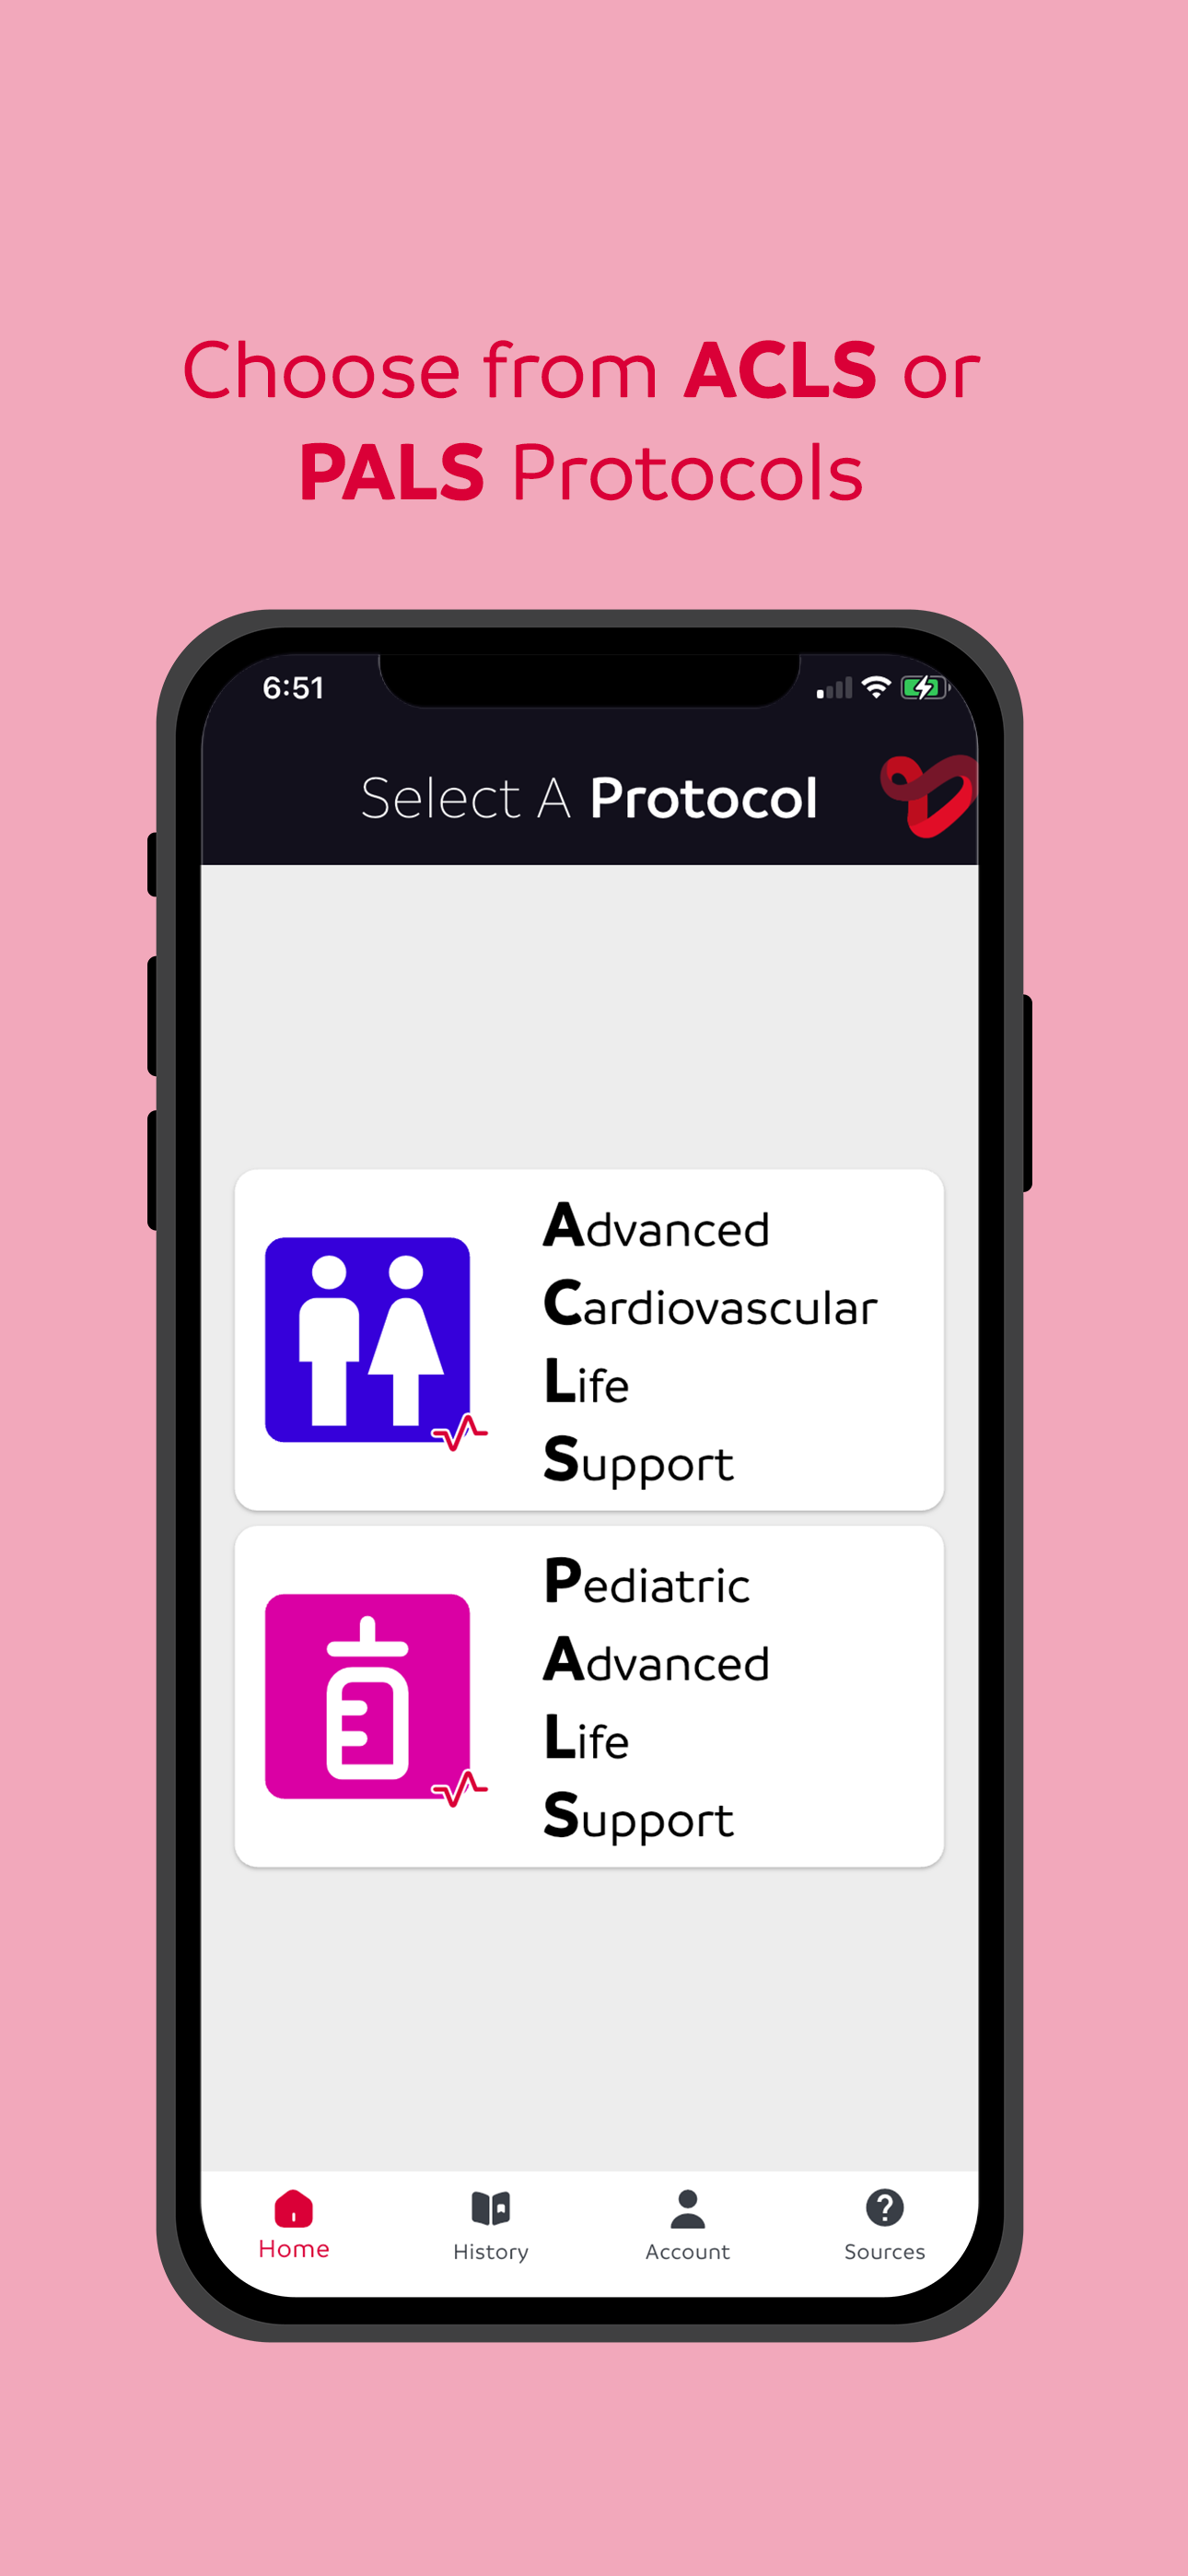 Choose from ACLS or
PALS Protocols
6:51
Select A Protocol
Advanced
Cardiovascular
Life
Support
Pediatric
Advanced
Life
Support
Home
History
Account
Sources